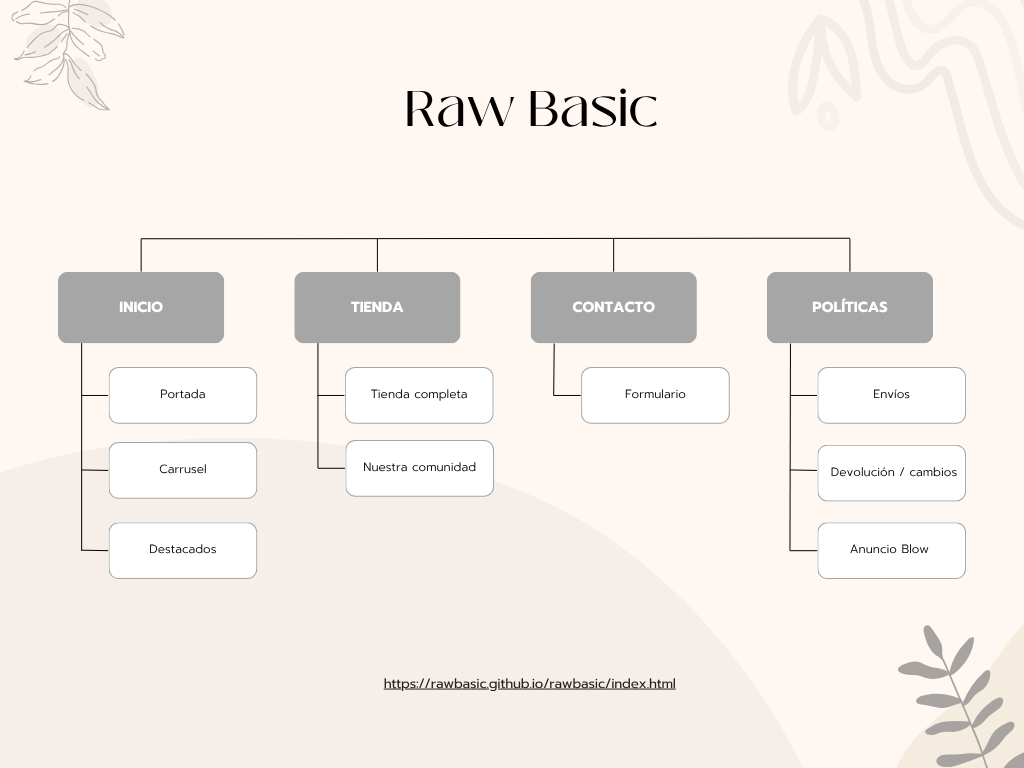 Raw Basic
INICIO
TIENDA
CONTACTO
POLÍTICAS
Portada
Tienda completa
Formulario
Envíos
Carrusel
Nuestra comunidad
Devolución / cambios
Destacados
Anuncio Blow
https://rawbasic.github.io/rawbasic/index.html